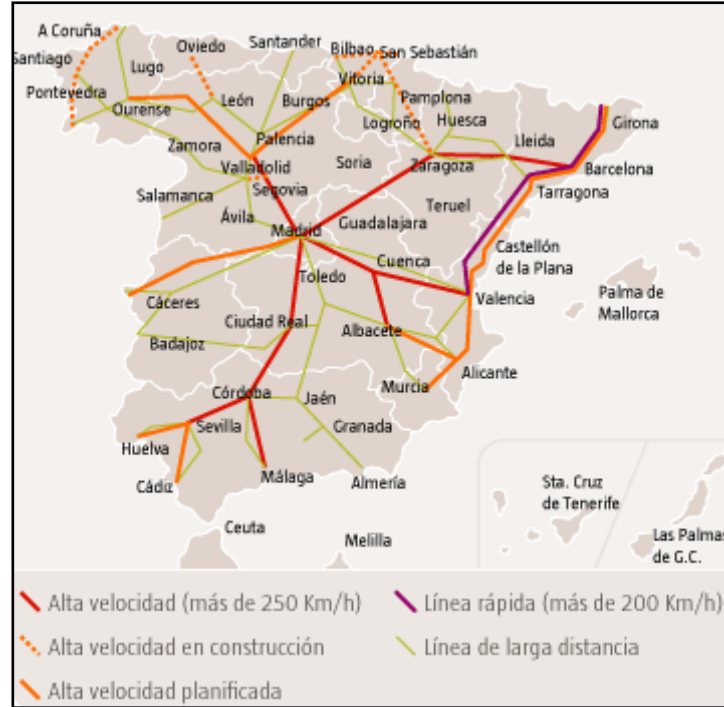 A Coruña
Oviedo
Santander
Bilbao
San Sebastián
Santiago
Lugo
Vitoria
Pontevedra
León
Burgos
Pamplona
Ourense
Logroño
Huesca
Girona
Palencia
Lleida
Zamora
Valladolid
Soria
Zaragoza
Barcelona
Segovia
Tarragona
Salamanca
Ávila
Teruel
Guadalajara
Madrid
Castellón
de la Plana
Cuenca
Toledo
Cáceres
Valencia
Palma de
Mallorca
Ciudad Real
Albacete
Badajoz
Alicante
Murcia
Córdoba
Jaén
Sevilla
Granada
Huelva
Cádiz
Málaga
Almería
Sta. Cruz
de Tenerife
Ceuta
Melilla
Las Palmas
de G.C.
Alta velocidad (más de 250 Km/h)
Línea rápida (más de 200 Km/h)
Alta velocidad en construcción
Línea de larga distancia
Alta velocidad planificada